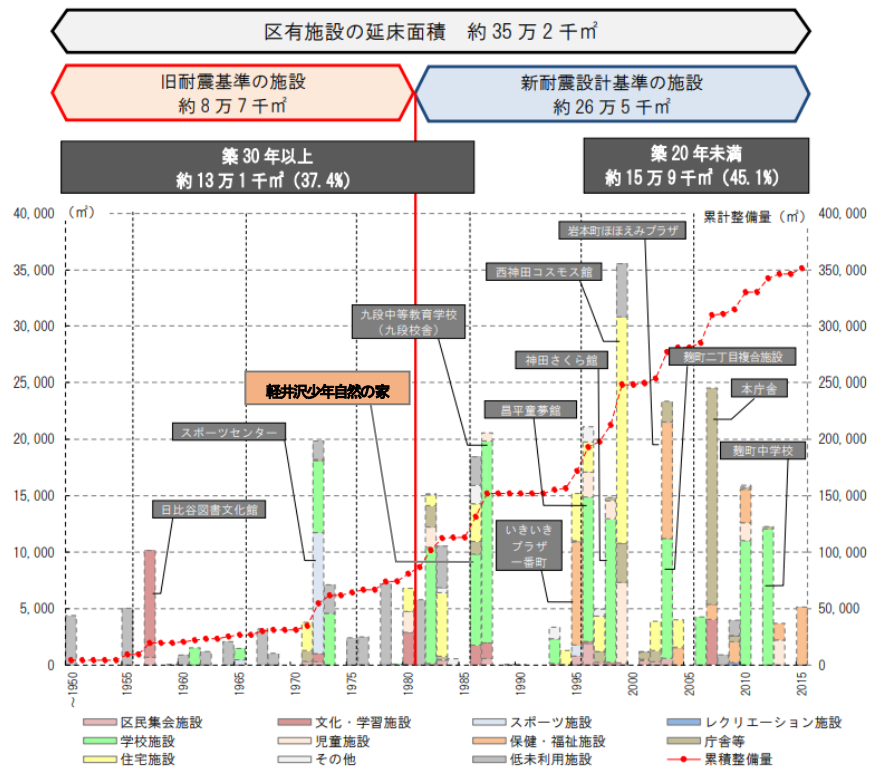 区有施設の延床面積　約 35 万 2 千㎡
旧耐震基準の施設
約 8 万 7 千㎡
新耐震設計基準の施設
約 26 万 5 千㎡
築 30 年以上
約 13 万 1 千㎡（37.4%）
築 20 年未満
約 15 万 9 千㎡（45.1%）
40,000
（㎡）
累計整備量（㎡）
400,000
35,000
350,000
30,000
300,000
25,000
250,000
20,000
200,000
15,000
150,000
10,000
100,000
5,000
50,000
0
0
岩本町ほほえみプラザ
西神田コスモス館
九段中等教育学校
（九段校舎）
神田さくら館
麹町二丁目複合施設
軽井沢少年自然の家
本庁舎
昌平童夢館
スポーツセンター
麹町中学校
日比谷図書文化館
いきいき
プラザ
一番町
1950
～
1955
1960
1965
1970
1975
1980
1985
1990
1995
2000
2005
2010
2015
区民集会施設
文化・学習施設
スポーツ施設
レクリエーション施設
学校施設
児童施設
保健・福祉施設
庁舎等
住宅施設
その他
低未利用施設
累積整備量